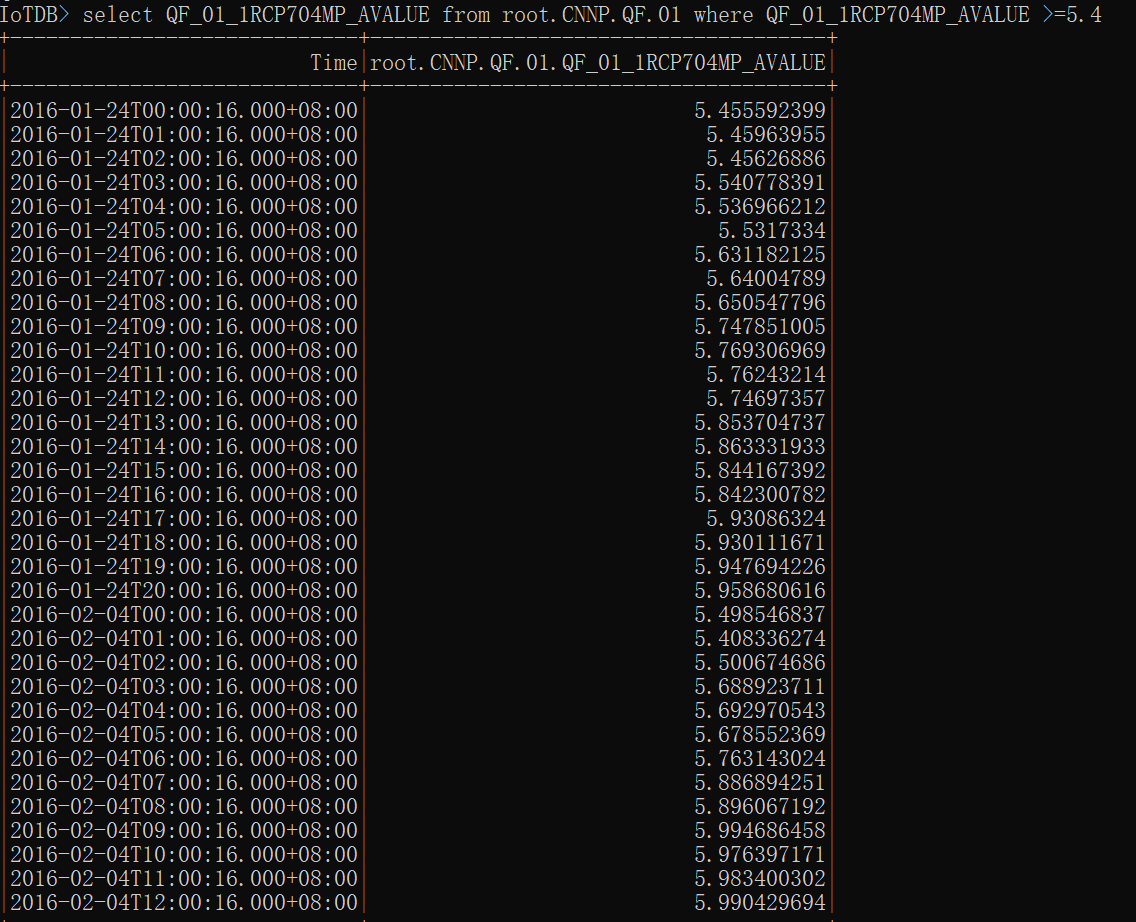 IoTDB> select QF_01_1RCP704MP_AVALUE from root.CNNP.QF.01 where QF_01_1RCP704MP_AVALUE >=5.4
Time|root.CNNP.QF.01.QF_01_1RCP704MP_AVALUE|
|2016-01-24T00:00:16.000+08:00| 5.455592399|
|2016-01-24T01:00:16.000+08:00| 5.45963955|
|2016-01-24T02:00:16.000+08:00| 5.45626886|
|2016-01-24T03:00:16.000+08:00| 5.540778391|
|2016-01-24T04:00:16.000+08:00| 5.536966212|
|2016-01-24T05:00:16.000+08:00| 5.5317334|
|2016-01-24T06:00:16.000+08:00| 5.631182125|
|2016-01-24T07:00:16.000+08:00| 5.64004789|
|2016-01-24T08:00:16.000+08:00| 5.650547796|
|2016-01-24T09:00:16.000+08:00| 5.747851005|
|2016-01-24T10:00:16.000+08:00| 5.769306969|
|2016-01-24T11:00:16.000+08:00| 5.76243214|
|2016-01-24T12:00:16.000+08:00| 5.74697357|
|2016-01-24T13:00:16.000+08:00| 5.853704737|
|2016-01-24T14:00:16.000+08:00| 5.863331933|
|2016-01-24T15:00:16.000+08:00| 5.844167392|
|2016-01-24T16:00:16.000+08:00| 5.842300782|
|2016-01-24T17:00:16.000+08:00| 5.93086324|
|2016-01-24T18:00:16.000+08:00| 5.930111671|
|2016-01-24T19:00:16.000+08:00| 5.947694226|
|2016-01-24T20:00:16.000+08:00| 5.958680616|
|2016-02-04T00:00:16.000+08:00| 5.498546837|
|2016-02-04T01:00:16.000+08:00| 5.408336274|
|2016-02-04T02:00:16.000+08:00| 5.500674686|
|2016-02-04T03:00:16.000+08:00| 5.688923711|
|2016-02-04T04:00:16.000+08:00| 5.692970543|
|2016-02-04T05:00:16.000+08:00| 5.678552369|
|2016-02-04T06:00:16.000+08:00| 5.763143024|
|2016-02-04T07:00:16.000+08:00| 5.886894251|
|2016-02-04T08:00:16.000+08:00| 5.896067192|
|2016-02-04T09:00:16.000+08:00| 5.994686458|
|2016-02-04T10:00:16.000+08:00| 5.976397171|
|2016-02-04T11:00:16.000+08:00| 5.983400302|
|2016-02-04T12:00:16.000+08:00| 5.990429694|